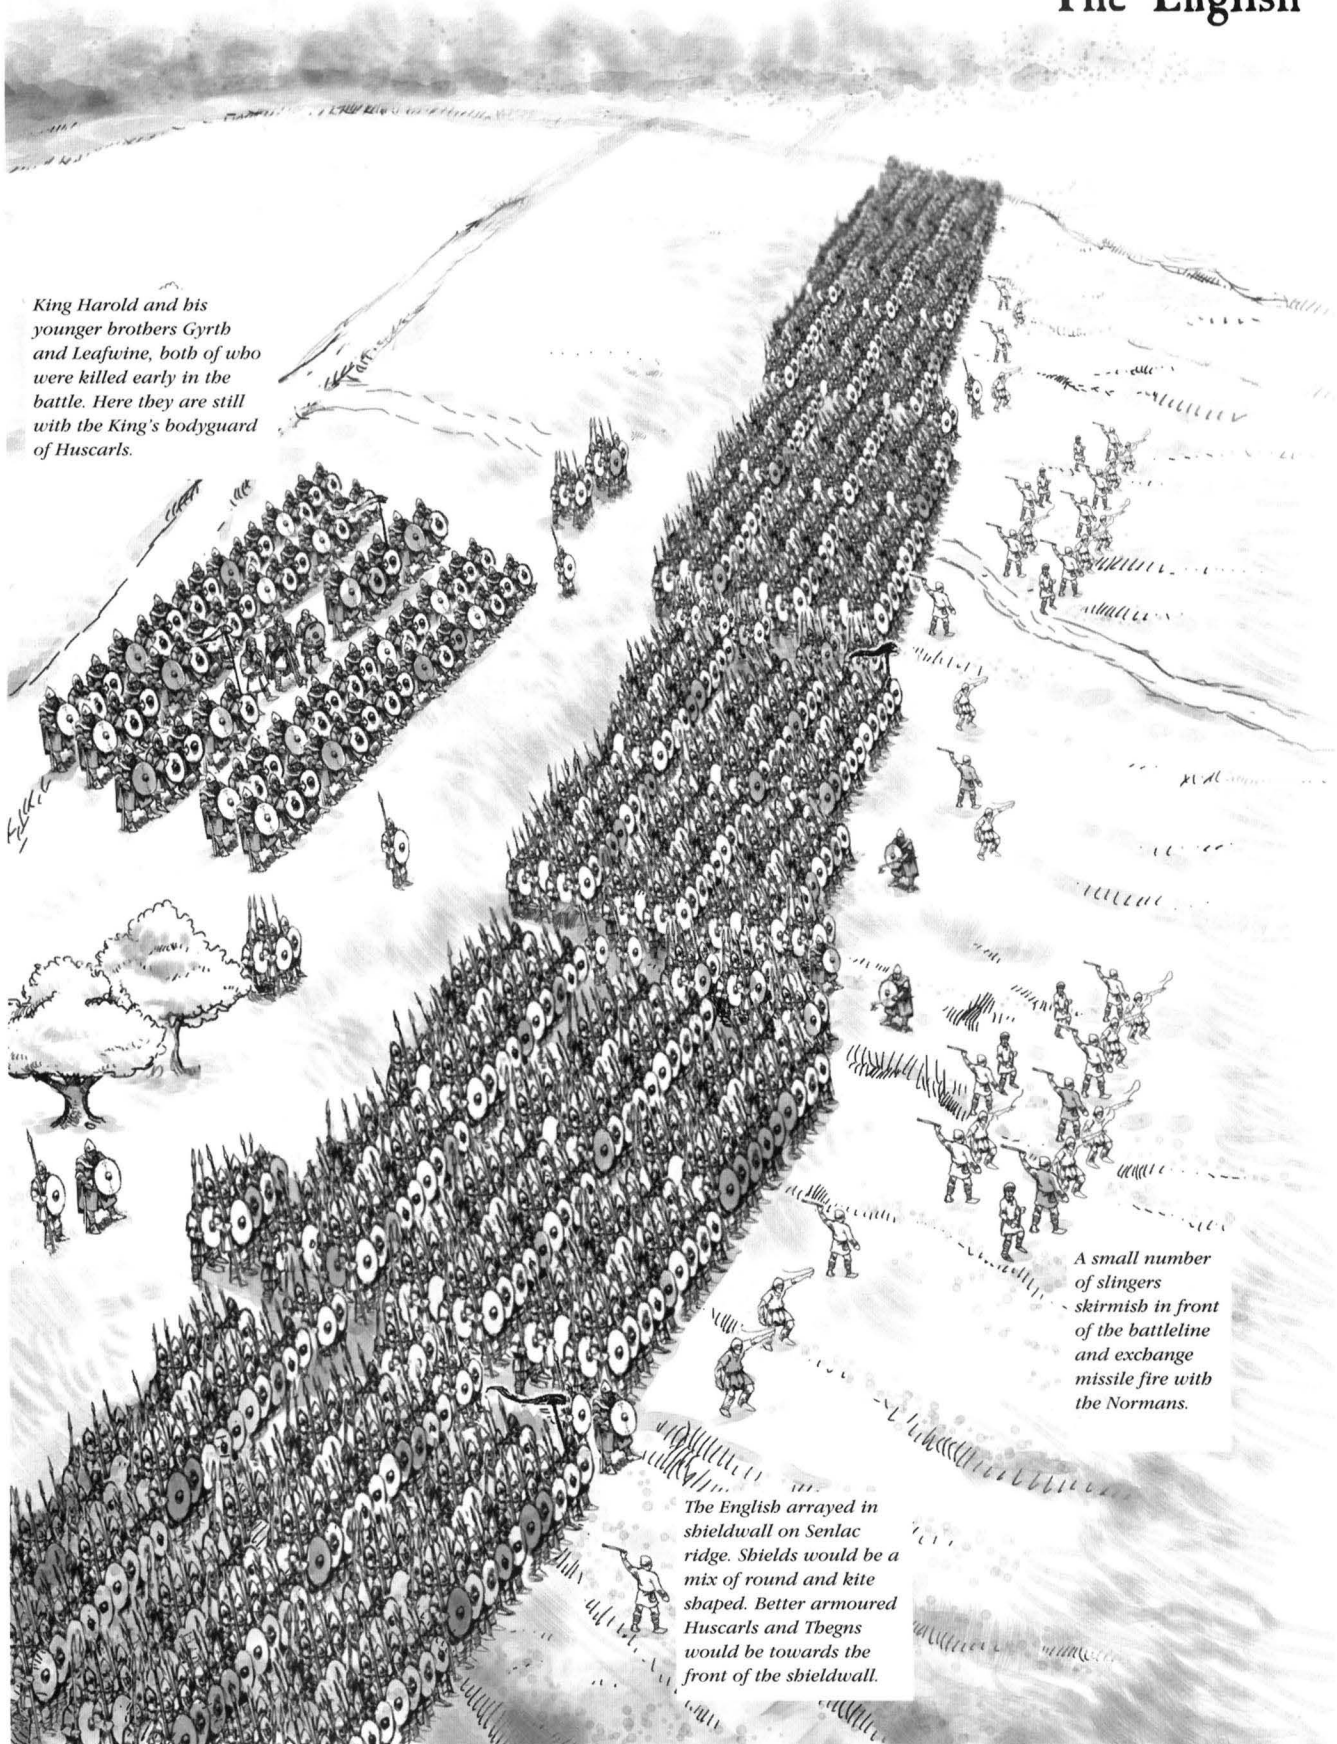 The English
King Harold and his
younger brothers Gyrth
and Leafwine, both of who
were killed early in the
battle. Here they are still
with the King's bodyguard
of Huscarls.
A small number
of slingers
skirmish in front
of the battleline
and exchange
missile fire with
the Normans.
The English arrayed in
shieldwall on Senlac
ridge. Shields would be a
mix of round and kite
shaped. Better armoured
Huscarls and Thegns
would be towards the
front of the shieldwall.